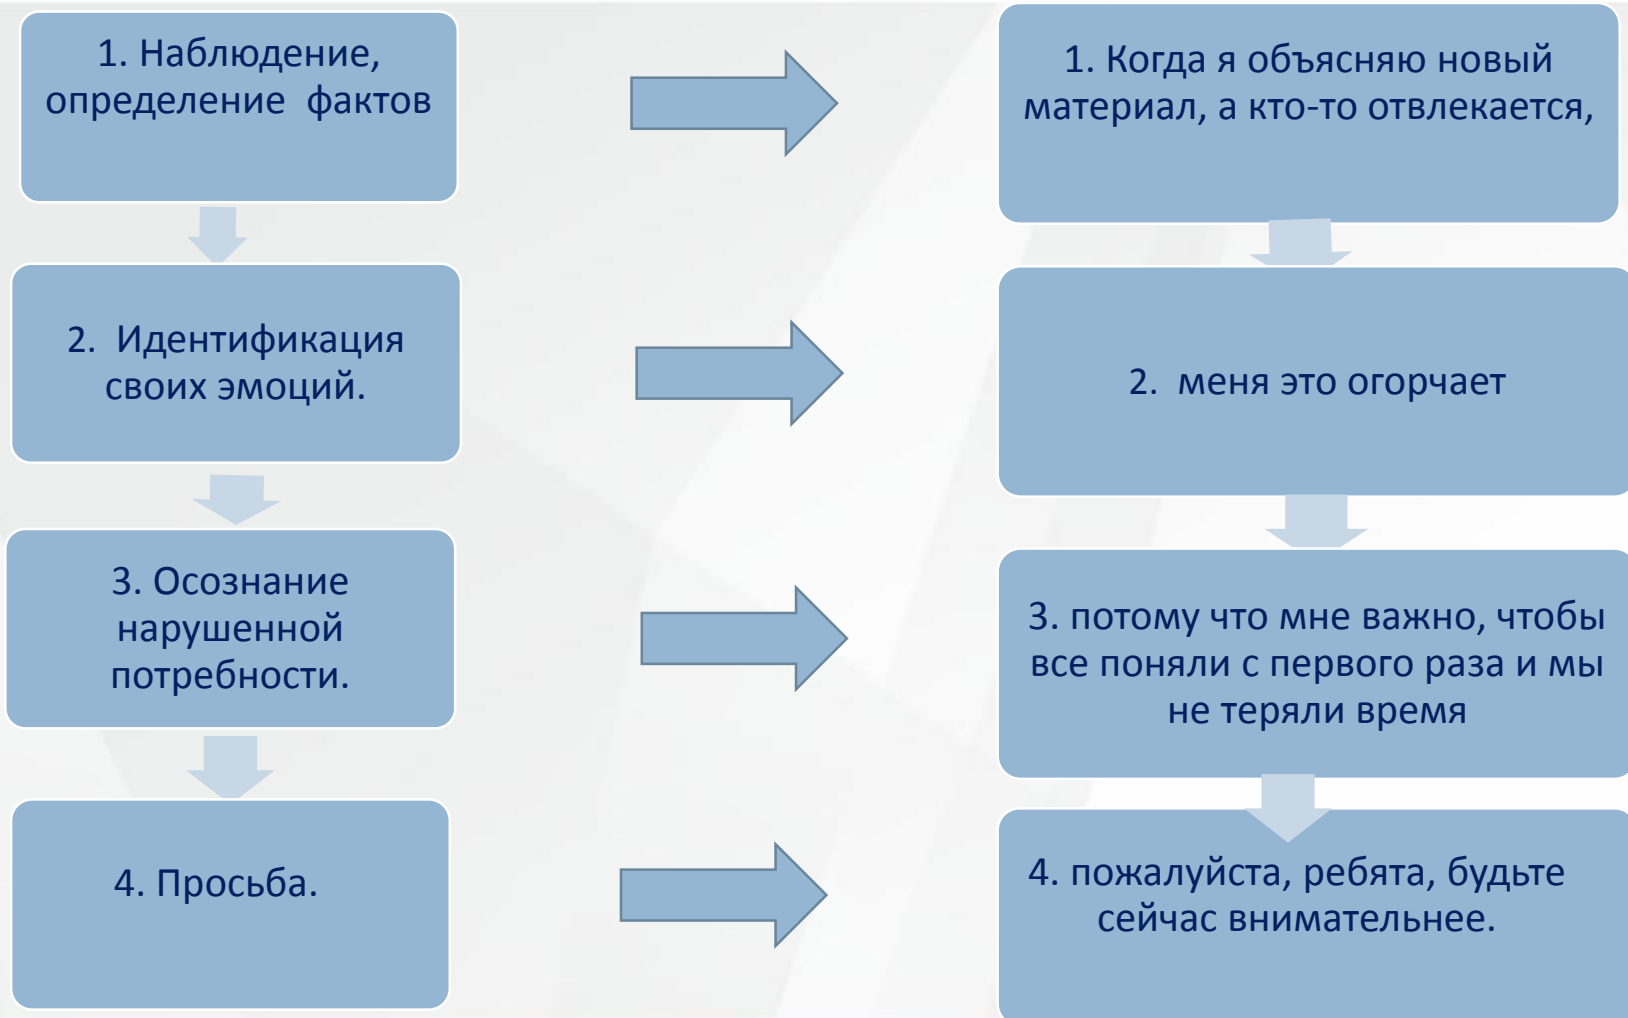 1. Наблюдение,
определение  фактов
1. Когда я объясняю новый
материал, а кто-то отвлекается,
2.  Идентификация
своих эмоций.
2.  меня это огорчает
3. Осознание
нарушенной
потребности.
3. потому что мне важно, чтобы
все поняли с первого раза и мы
не теряли время
4. Просьба.
4. пожалуйста, ребята, будьте
сейчас внимательнее.